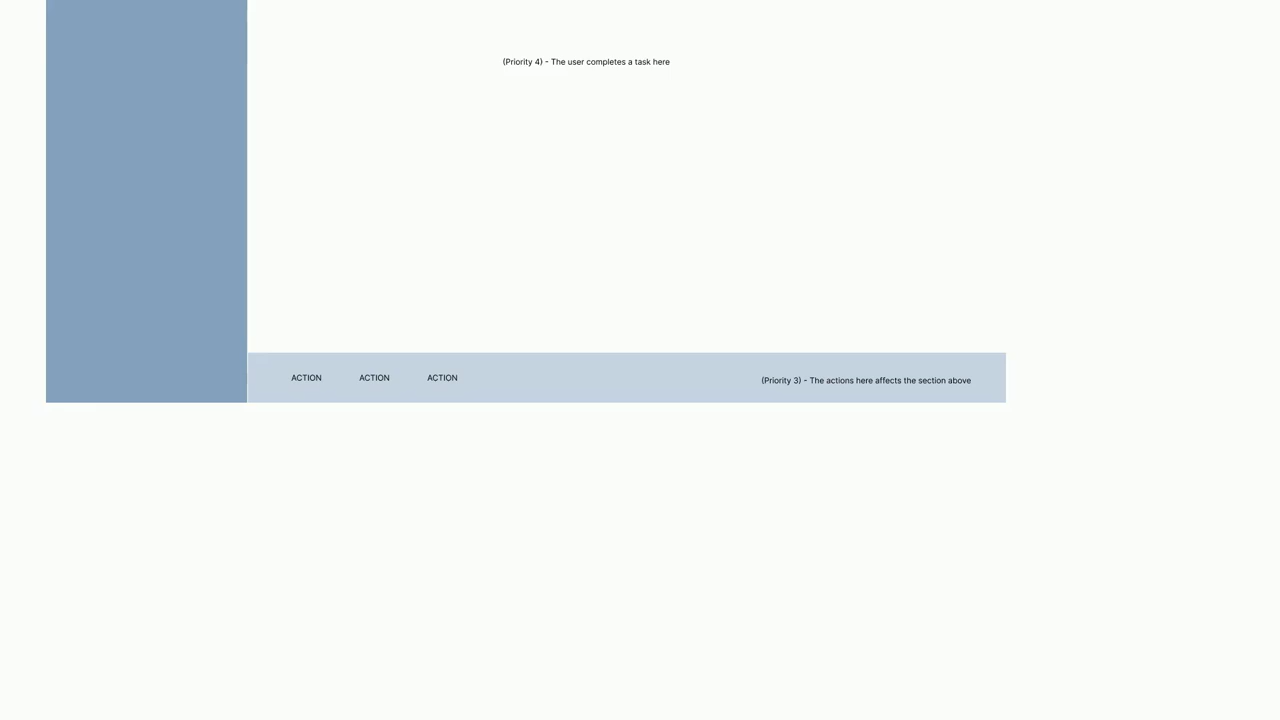 (Priority 4) - The user completes a task here
ACTION ACTION ACTION
(Priority 3) - The actions here affects the section above